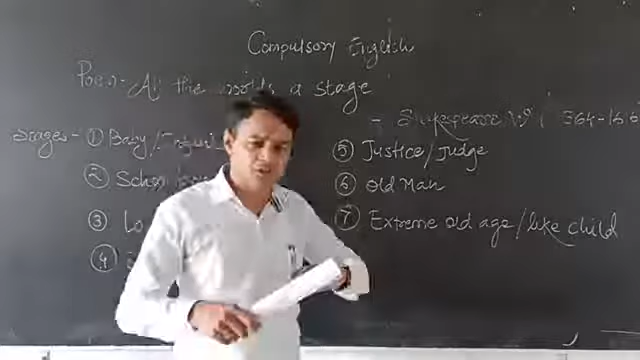 Compulsory English
Poem - All the world's a stage
- Shakespeare W
Stages - ① Baby/
② School
③ Lo
④ S
⑤ Justice/Judge
⑥ Old Man
⑦ Extreme old age/like child